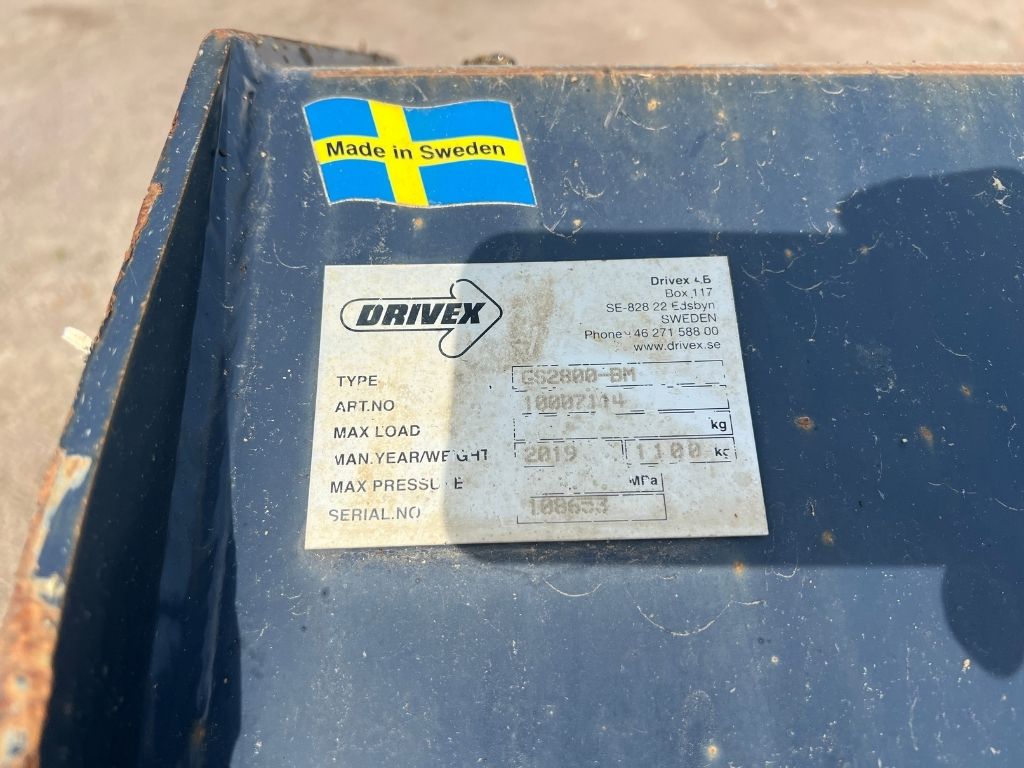 Made in Sweden
DRIVEX
Drivex AB
Box 117
SE-828 22 Edsbyn
SWEDEN
Phone +46 271 588 00
www.drivex.se
TYPE GS2800-BM
ART.NO 10007114
MAX LOAD kg
MAN.YEAR/WEIGHT 2019 1100 kg
MAX PRESSURE MPa
SERIAL.NO 108653